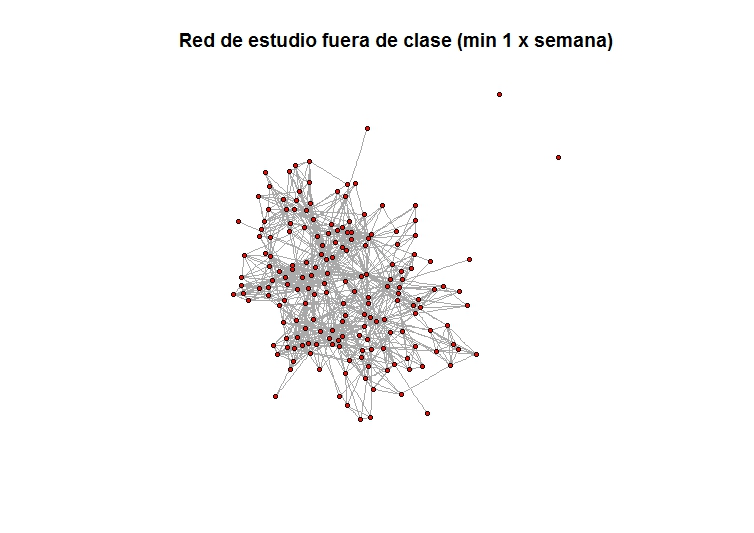 Red de estudio fuera de clase (min 1 x semana)